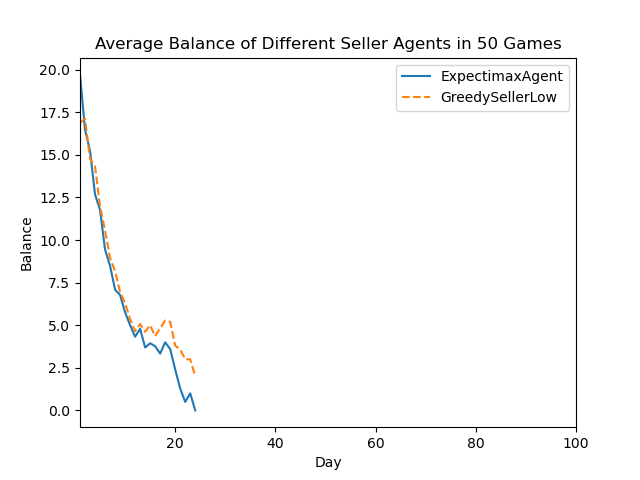 Average Balance of Different Seller Agents in 50 Games
20.0
17.5
15.0
12.5
10.0
7.5
5.0
2.5
0.0
Balance
ExpectimaxAgent
GreedySellerLow
20 40 60 80 100
Day